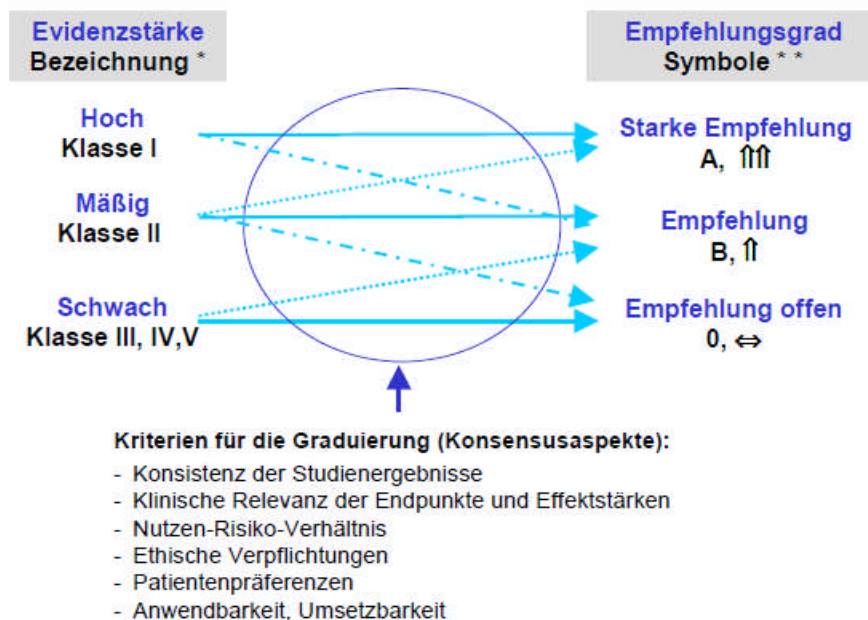 Evidenzstärke
Bezeichnung *
Empfehlungsgrad
Symbole * *
Hoch
Klasse I
Starke Empfehlung
A, ⇑⇑
Mäßig
Klasse II
Empfehlung
B, ⇑
Schwach
Klasse III, IV,V
Empfehlung offen
0, ⇔
Kriterien für die Graduierung (Konsensusaspekte):
- Konsistenz der Studienergebnisse
- Klinische Relevanz der Endpunkte und Effektstärken
- Nutzen-Risiko-Verhältnis
- Ethische Verpflichtungen
- Patientenpräferenzen
- Anwendbarkeit, Umsetzbarkeit